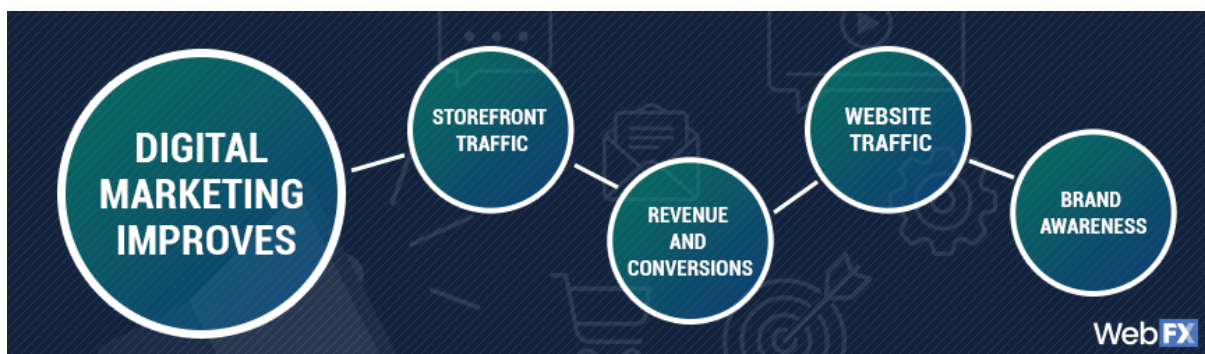 DIGITAL
MARKETING
IMPROVES
STOREFRONT
TRAFFIC
REVENUE
AND
CONVERSIONS
WEBSITE
TRAFFIC
BRAND
AWARENESS
WebFX